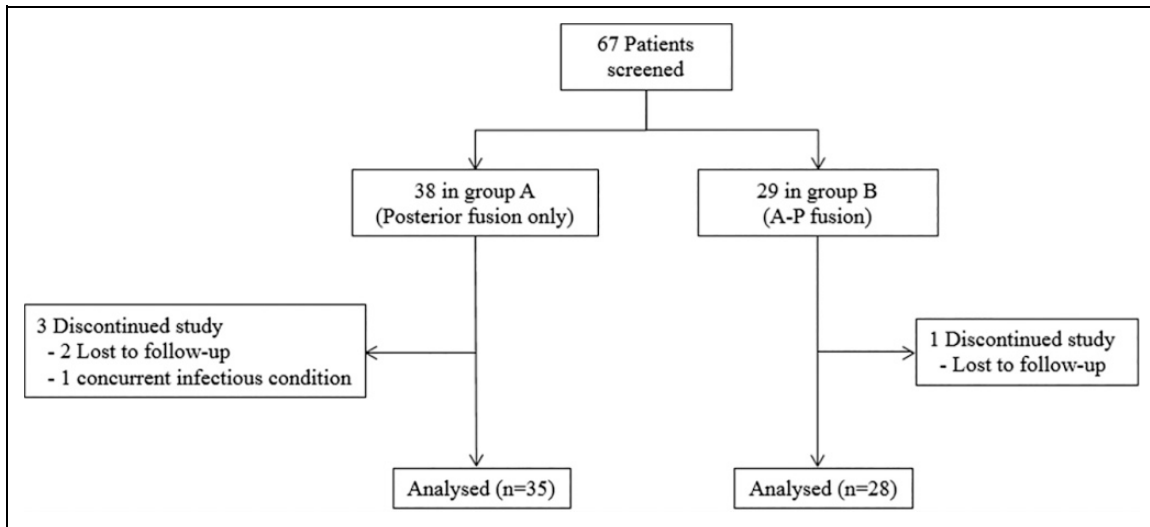 67 Patients
screened
38 in group A
(Posterior fusion only)
29 in group B
(A-P fusion)
3 Discontinued study
- 2 Lost to follow-up
- 1 concurrent infectious condition
1 Discontinued study
- Lost to follow-up
Analysed (n=35)
Analysed (n=28)